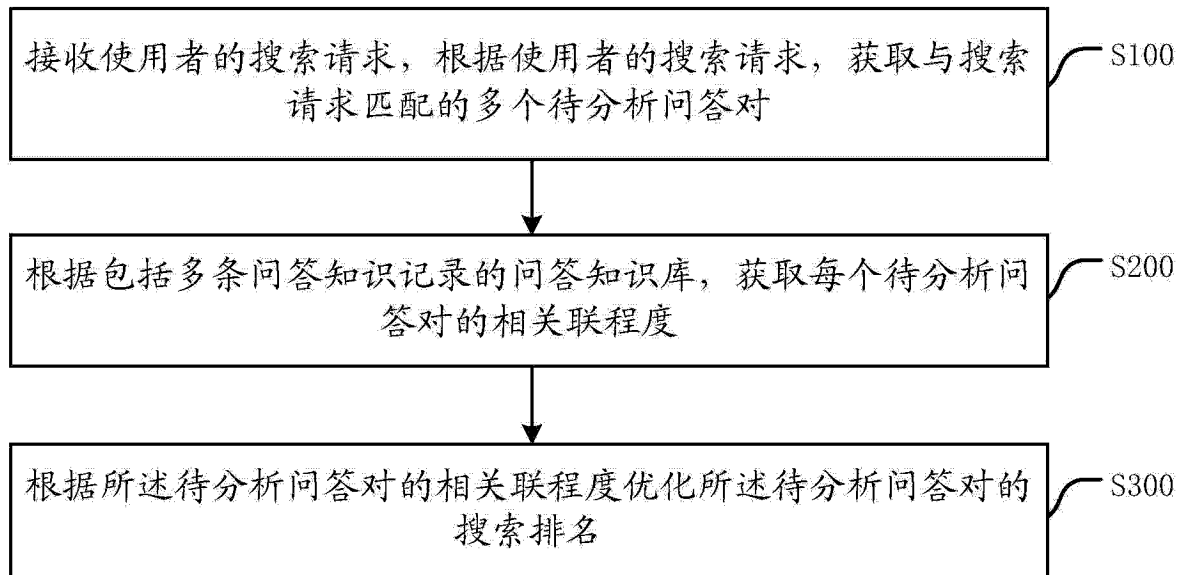 接收使用者的搜索请求，根据使用者的搜索请求，获取与搜索
请求匹配的多个待分析问答对
S100
根据包括多条问答知识记录的问答知识库，获取每个待分析问
答对的相关联程度
S200
根据所述待分析问答对的相关联程度优化所述待分析问答对的
搜索排名
S300